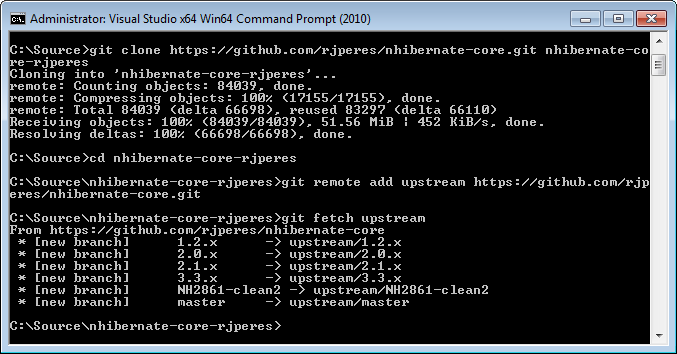 Administrator: Visual Studio x64 Win64 Command Prompt (2010)
C:\Source>git clone https://github.com/rjperes/nhibernate-core.git nhibernate-co
re-rjperes
Cloning into 'nhibernate-core-rjperes'...
remote: Counting objects: 84039, done.
remote: Compressing objects: 100% (17155/17155), done.
remote: Total 84039 (delta 66698), reused 83297 (delta 66110)
Receiving objects: 100% (84039/84039), 51.56 MiB | 452 KiB/s, done.
Resolving deltas: 100% (66698/66698), done.
C:\Source>cd nhibernate-core-rjperes
C:\Source\nhibernate-core-rjperes>git remote add upstream https://github.com/rjp
eres/nhibernate-core.git
C:\Source\nhibernate-core-rjperes>git fetch upstream
From https://github.com/rjperes/nhibernate-core
* [new branch]      1.2.x      -> upstream/1.2.x
* [new branch]      2.0.x      -> upstream/2.0.x
* [new branch]      2.1.x      -> upstream/2.1.x
* [new branch]      3.3.x      -> upstream/3.3.x
* [new branch]      NH2861-clean2 -> upstream/NH2861-clean2
* [new branch]      master     -> upstream/master
C:\Source\nhibernate-core-rjperes>